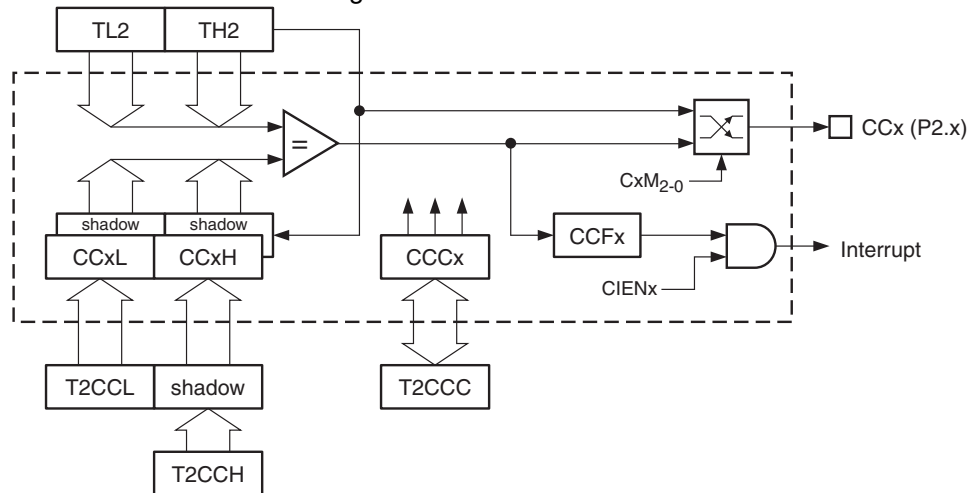 TL2 TH2
=
CCx (P2.x)
CxM2-0
shadow shadow
CCxL CCxH
CCCx
CCFx
Interrupt
CIENx
T2CCL shadow
T2CCC
T2CCH